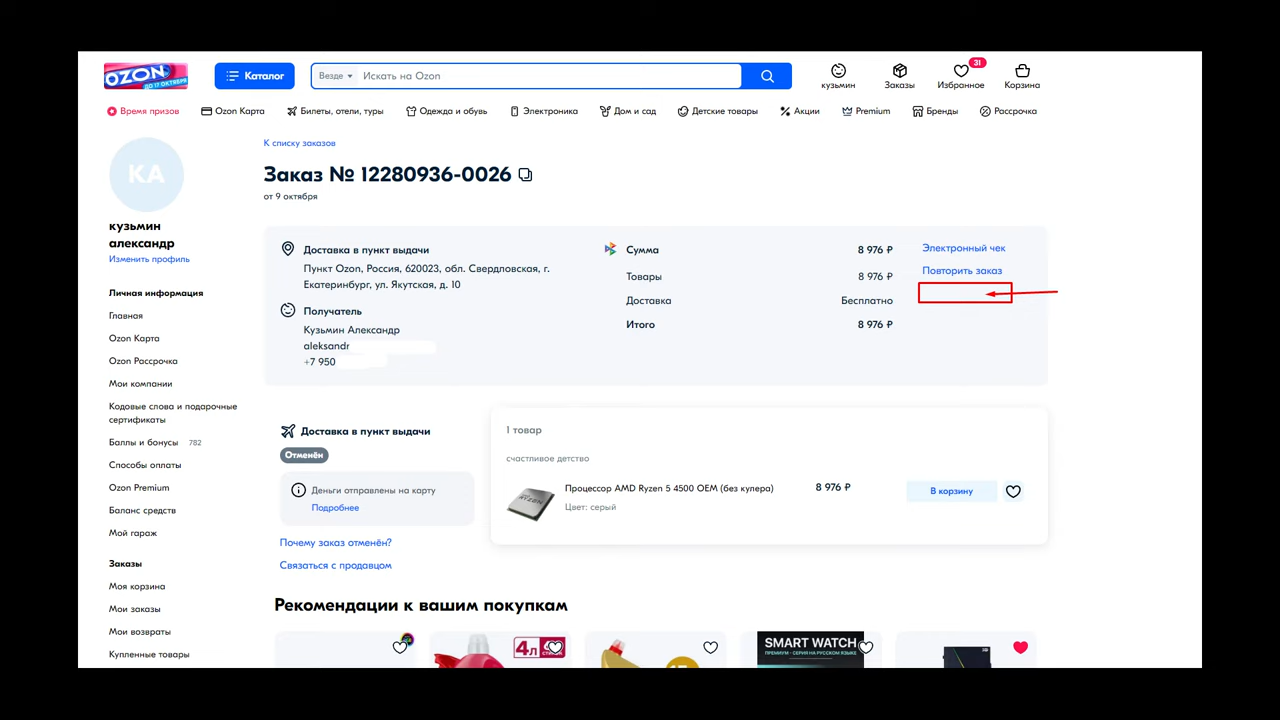 OZON
ДО 17 ОКТЯБРЯ
Каталог
Везде
Искать на Ozon
кузьмин
Заказы
31
Избранное
Корзина
Время призов
Ozon Карта
Билеты, отели, туры
Одежда и обувь
Электроника
Дом и сад
Детские товары
Акции
Premium
Бренды
Рассрочка
КА
кузьмин
александр
Изменить профиль
Личная информация
Главная
Ozon Карта
Ozon Рассрочка
Мои компании
Кодовые слова и подарочные
сертификаты
Баллы и бонусы 782
Способы оплаты
Ozon Premium
Баланс средств
Мой гараж
Заказы
Моя корзина
Мои заказы
Мои возвраты
Купленные товары
К списку заказов
Заказ № 12280936-0026
от 9 октября
Доставка в пункт выдачи
Пункт Ozon, Россия, 620023, обл. Свердловская, г.
Екатеринбург, ул. Якутская, д. 10
Получатель
Кузьмин Александр
aleksandr
+7 950
Сумма 8 976 ₽
Товары 8 976 ₽
Доставка Бесплатно
Итого 8 976 ₽
Электронный чек
Повторить заказ
Доставка в пункт выдачи
Отменён
Деньги отправлены на карту
Подробнее
Почему заказ отменён?
Связаться с продавцом
1 товар
счастливое детство
RYZEN
Процессор AMD Ryzen 5 4500 OEM (без кулера)
Цвет: серый
8 976 ₽
В корзину
Рекомендации к вашим покупкам
4л
SMART WATCH
ПРЕМИУМ - СЕРИЯ НА РУССКОМ ЯЗЫКЕ